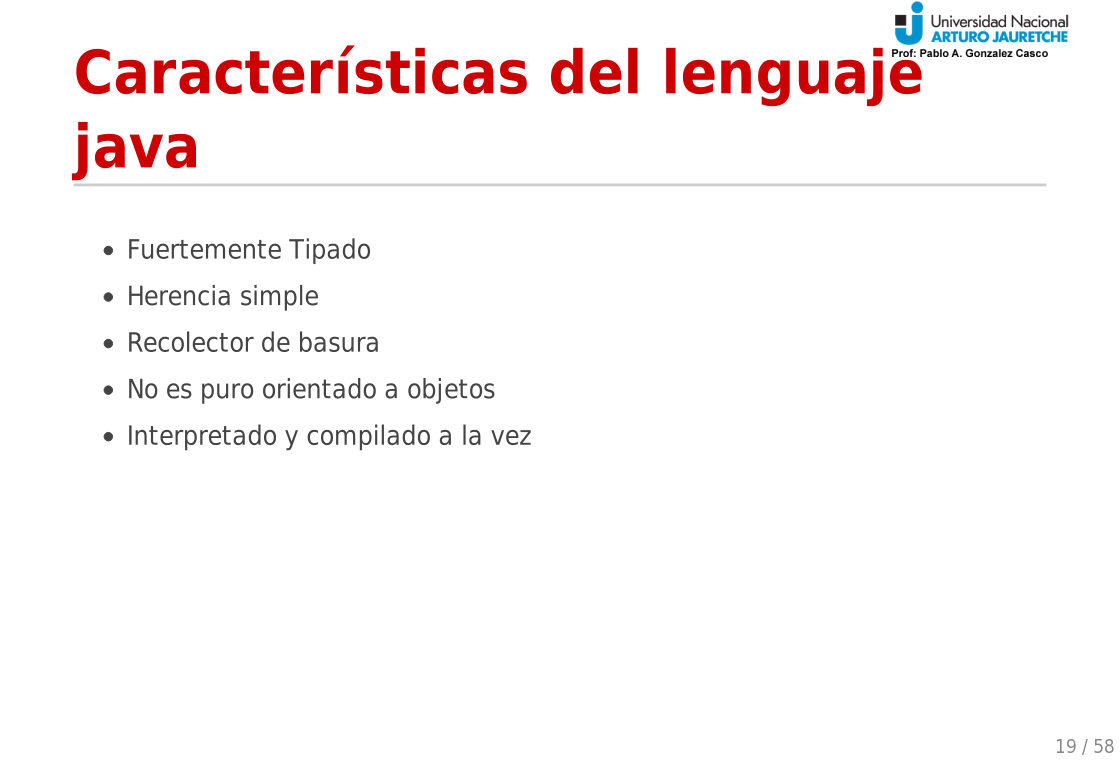 Universidad Nacional
ARTURO JAURETCHE
Prof: Pablo A. Gonzalez Casco
Características del lenguaje
java
• Fuertemente Tipado
• Herencia simple
• Recolector de basura
• No es puro orientado a objetos
• Interpretado y compilado a la vez
19 / 58